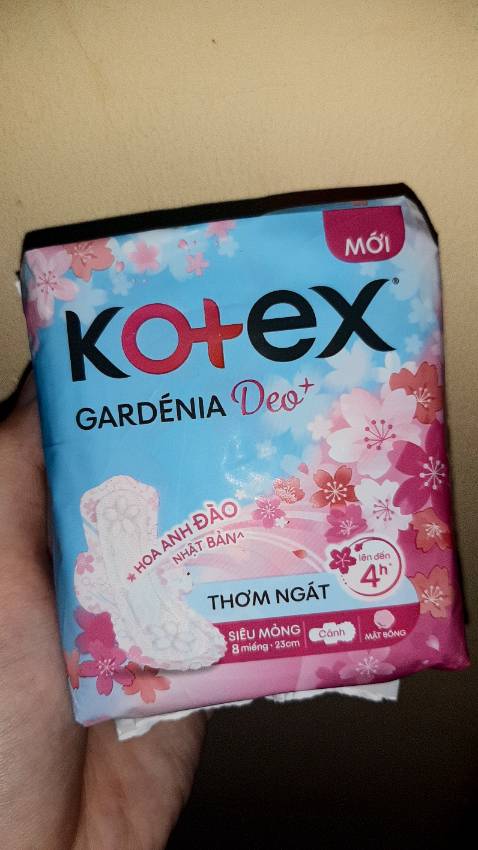 MỚI
Kotex®
GARDÉNIA Deo+
★ HOA ANH ĐÀO
NHẬT BẢN^
lên đến
4h*
THƠM NGÁT
SIÊU MỎNG
8 miếng • 23cm
Cánh
MẶT BÔNG